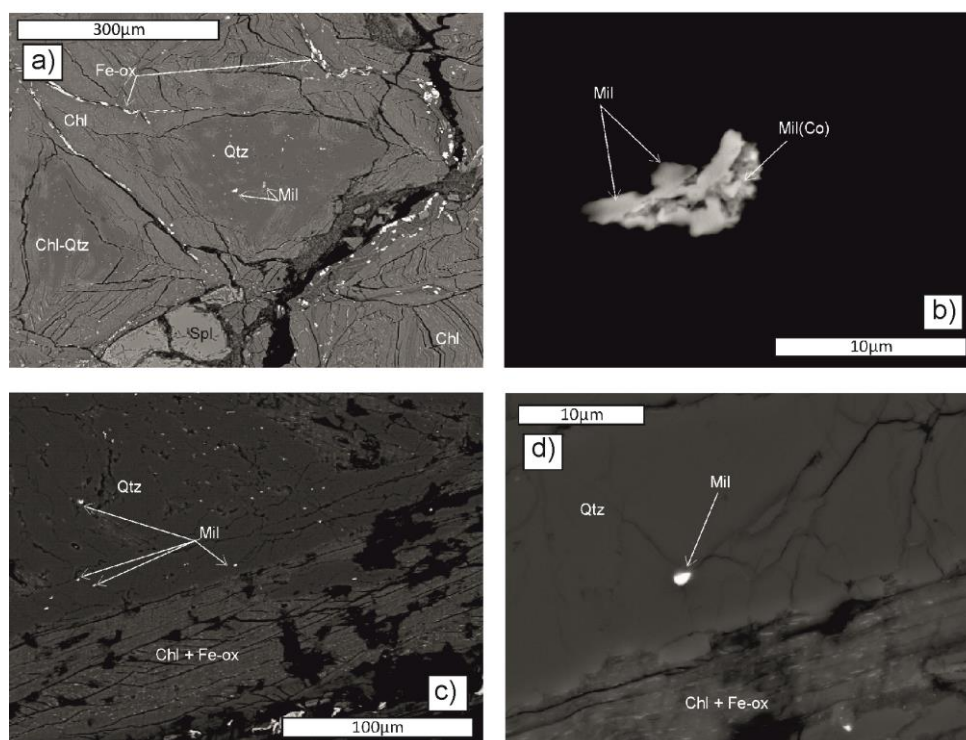 300µm
a)
Fe-ox
Chl
Qtz
Mil
Chl-Qtz
Spl
Chl
b)
Mil
Mil(Co)
10µm
Qtz
Mil
Chl + Fe-ox
c)
100µm
10µm
d)
Mil
Qtz
Chl + Fe-ox